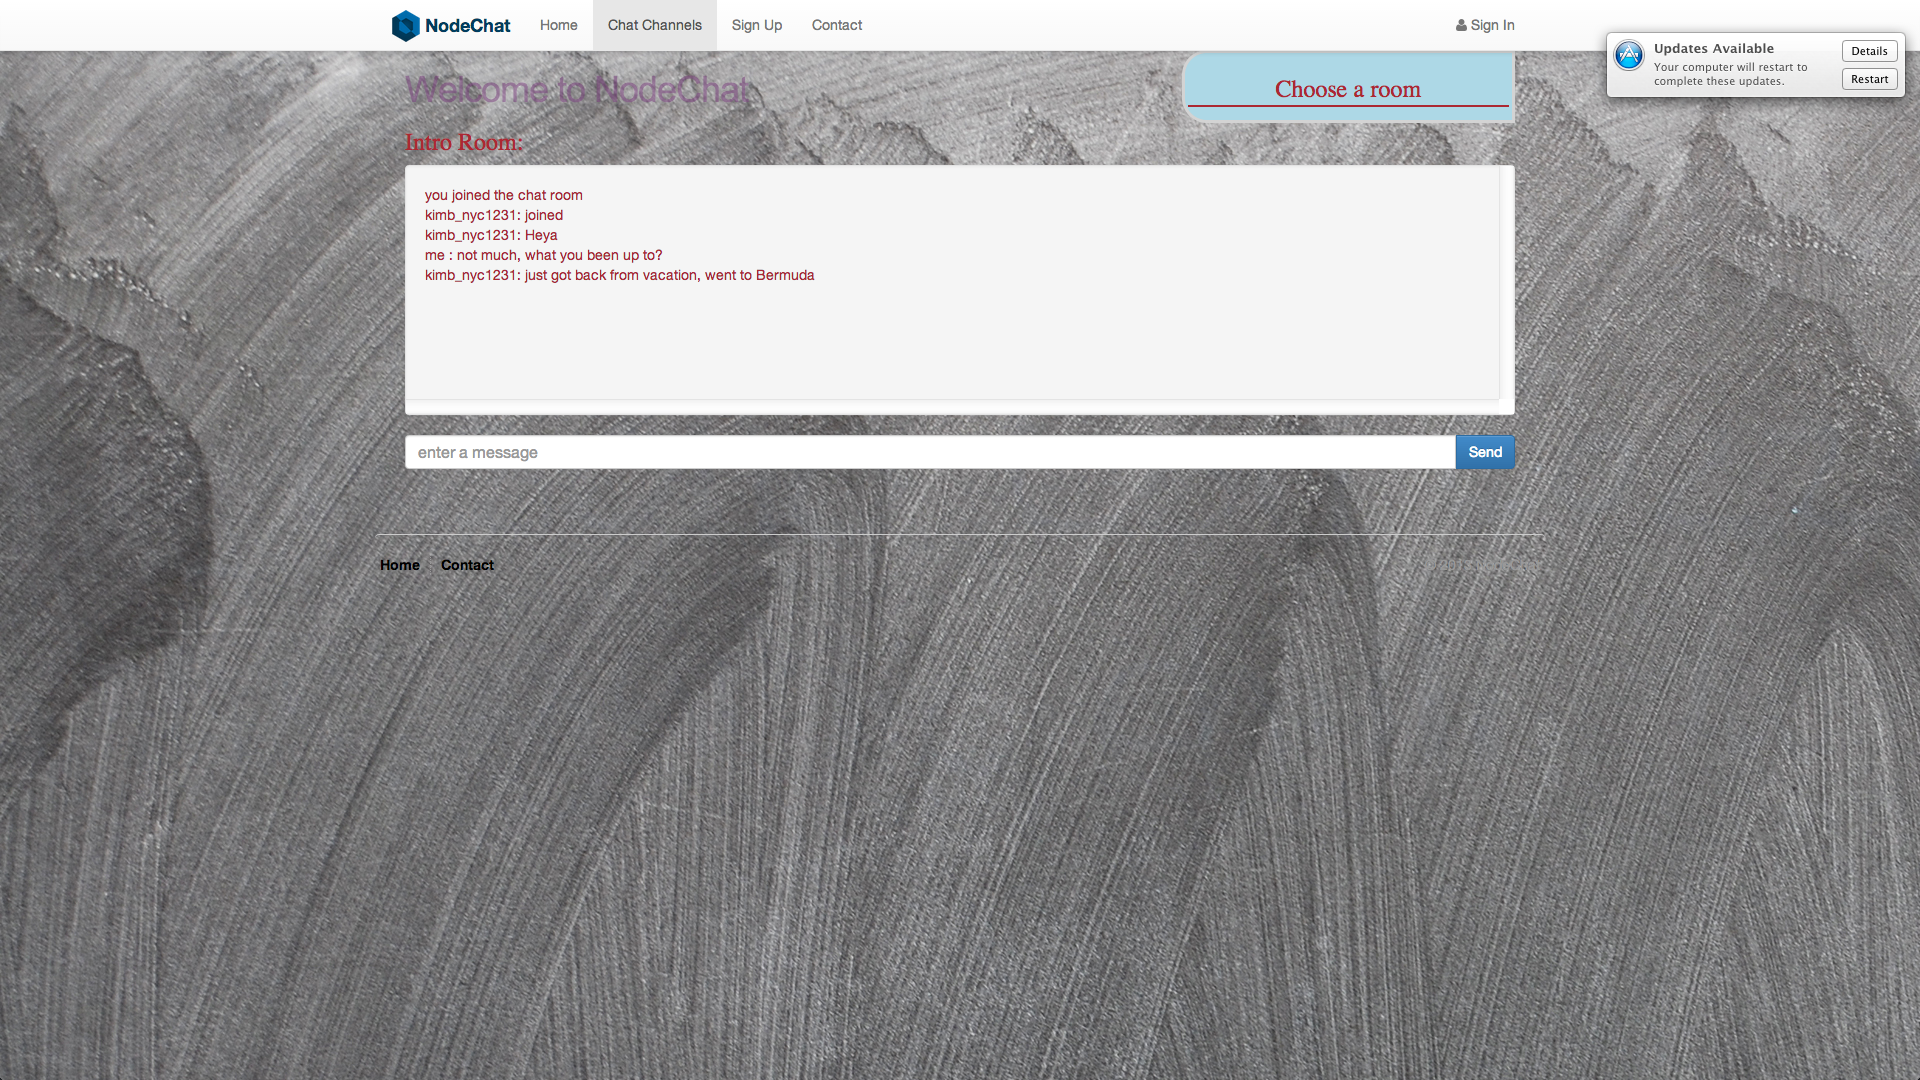 NodeChat
Home
Chat Channels
Sign Up
Contact
Sign In
Updates Available
Your computer will restart to
complete these updates.
Details
Restart
Welcome to NodeChat
Choose a room
Intro Room:
you joined the chat room
kimb_nyc1231: joined
kimb_nyc1231: Heya
me : not much, what you been up to?
kimb_nyc1231: just got back from vacation, went to Bermuda
enter a message
Send
Home
Contact